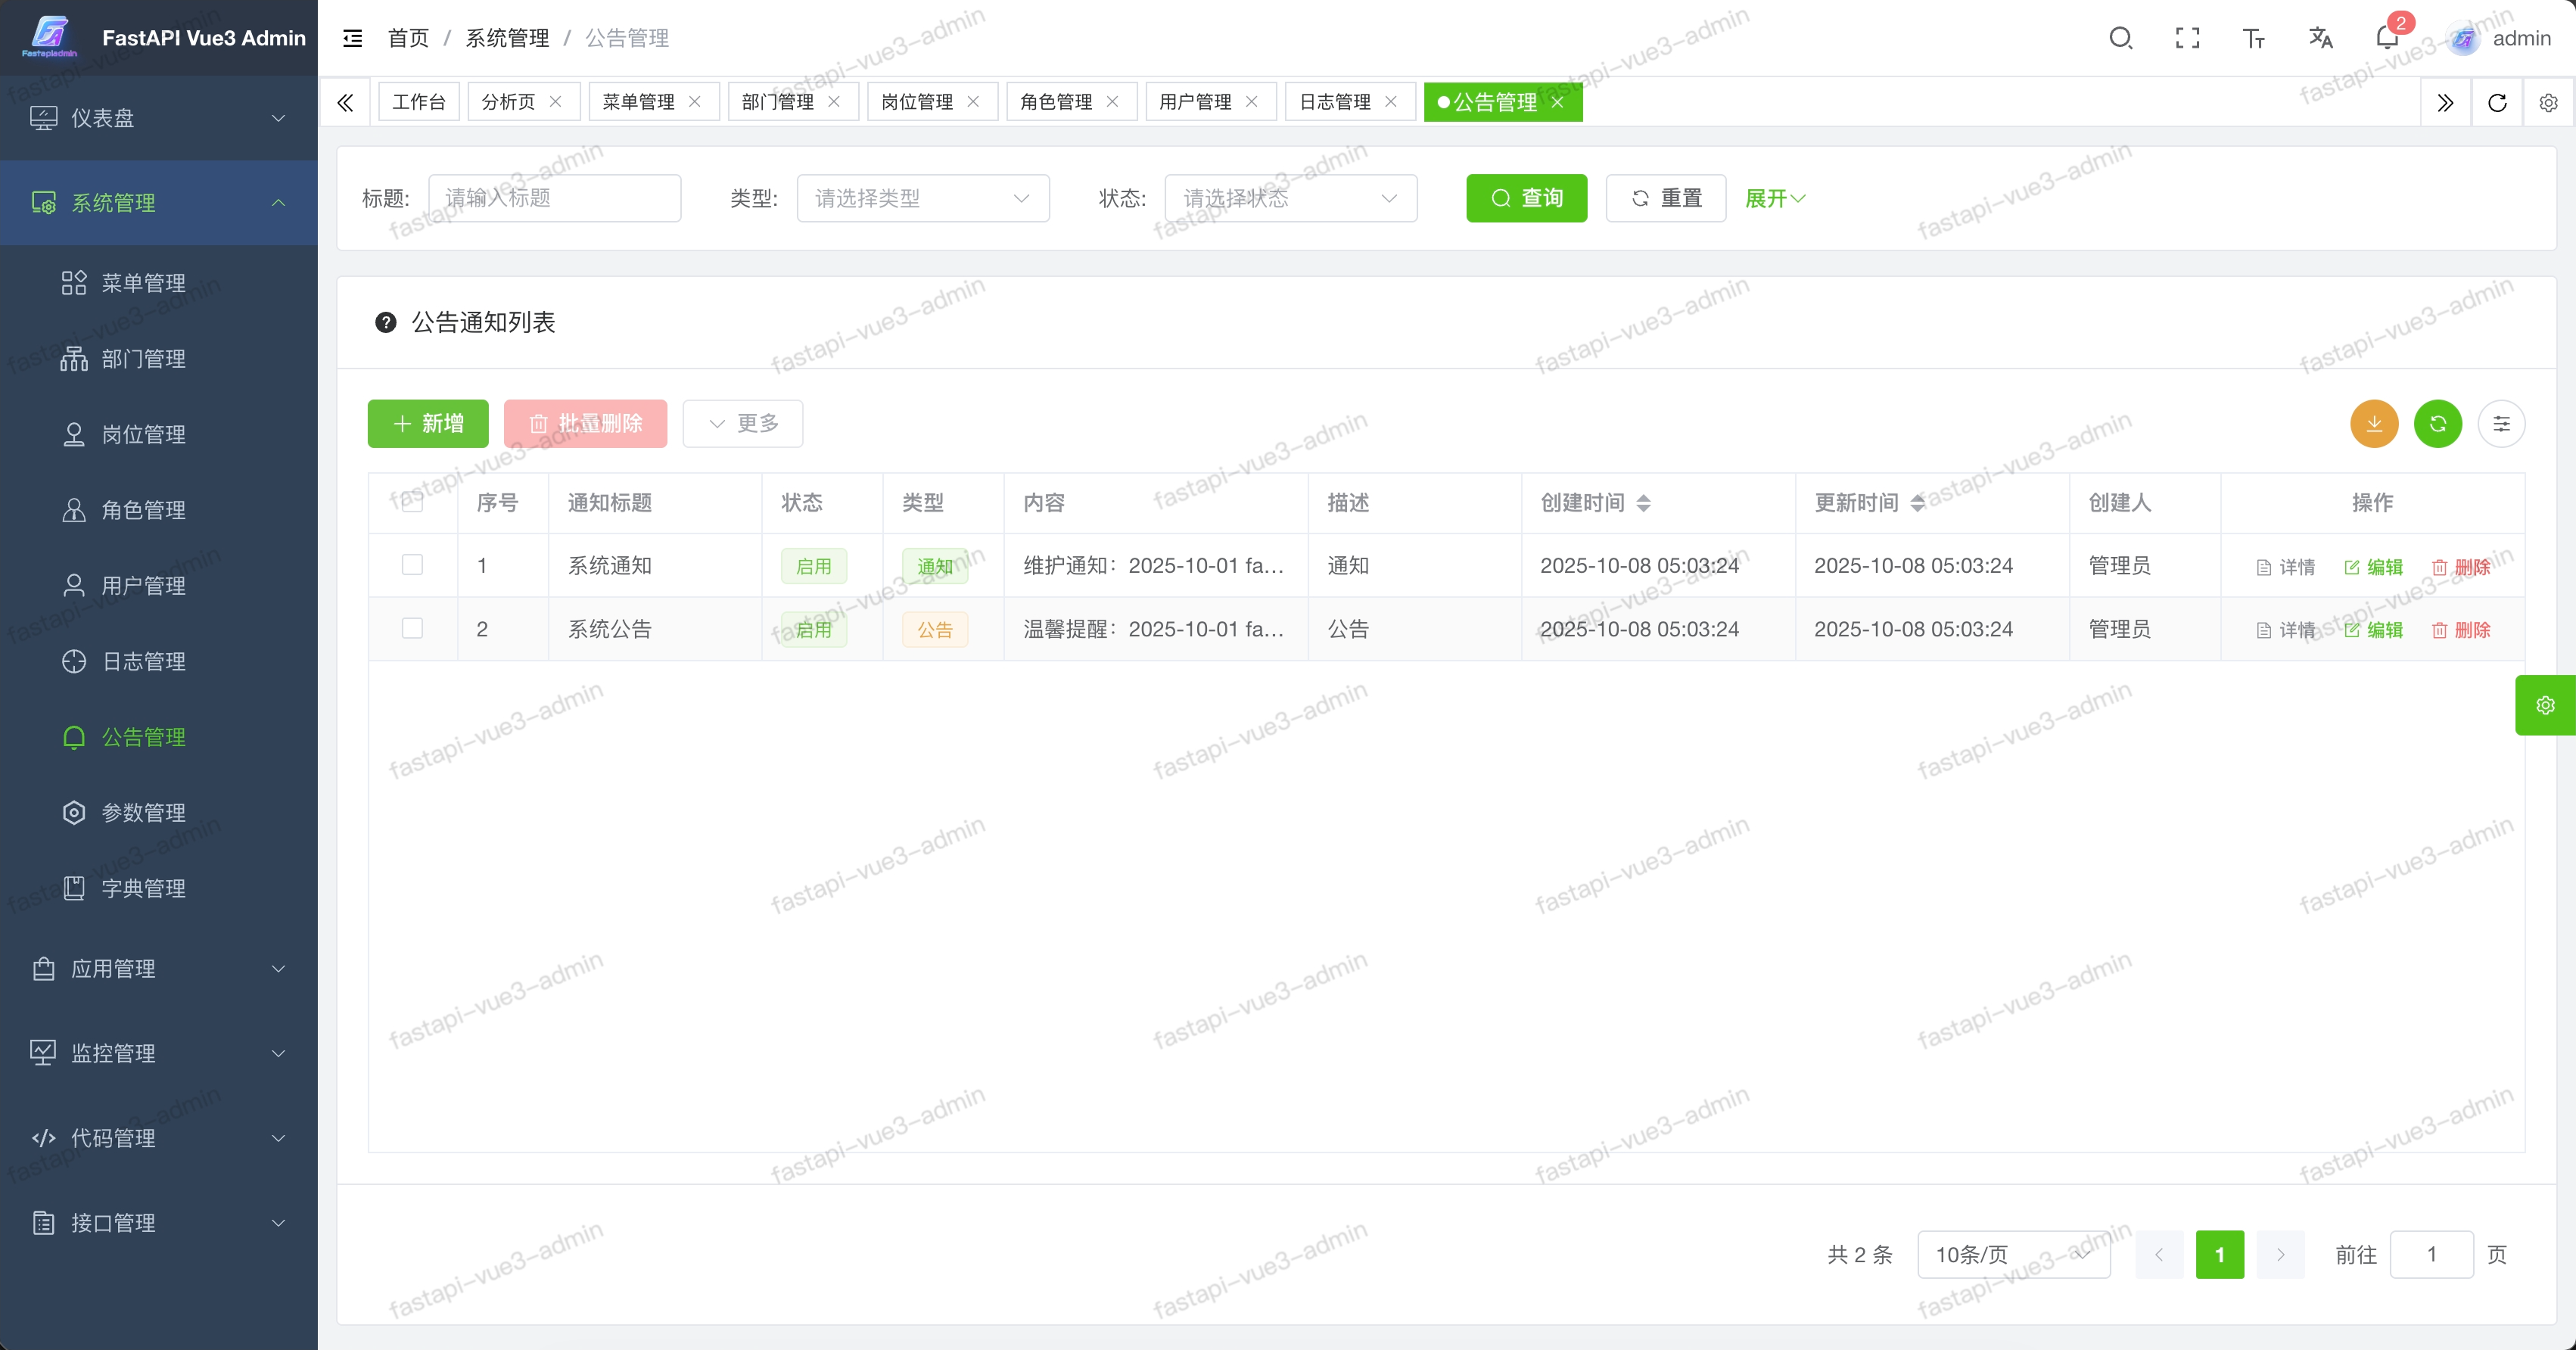 Fastapiadmin
FastAPI Vue3 Admin
仪表盘
系统管理
菜单管理
部门管理
岗位管理
角色管理
用户管理
日志管理
公告管理
参数管理
字典管理
应用管理
监控管理
代码管理
接口管理
首页 / 系统管理 / 公告管理
2
admin
工作台 分析页 菜单管理 部门管理 岗位管理 角色管理 用户管理 日志管理 公告管理
标题: 请输入标题 类型: 请选择类型 状态: 请选择状态 查询 重置 展开
公告通知列表
新增 批量删除 更多
序号 通知标题 状态 类型 内容 描述 创建时间 更新时间 创建人 操作
1 系统通知 启用 通知 维护通知：2025-10-01 fa... 通知 2025-10-08 05:03:24 2025-10-08 05:03:24 管理员 详情 编辑 删除
2 系统公告 启用 公告 温馨提醒：2025-10-01 fa... 公告 2025-10-08 05:03:24 2025-10-08 05:03:24 管理员 详情 编辑 删除
共 2 条 10条/页 1 前往 1 页
fastapi-vue3-admin